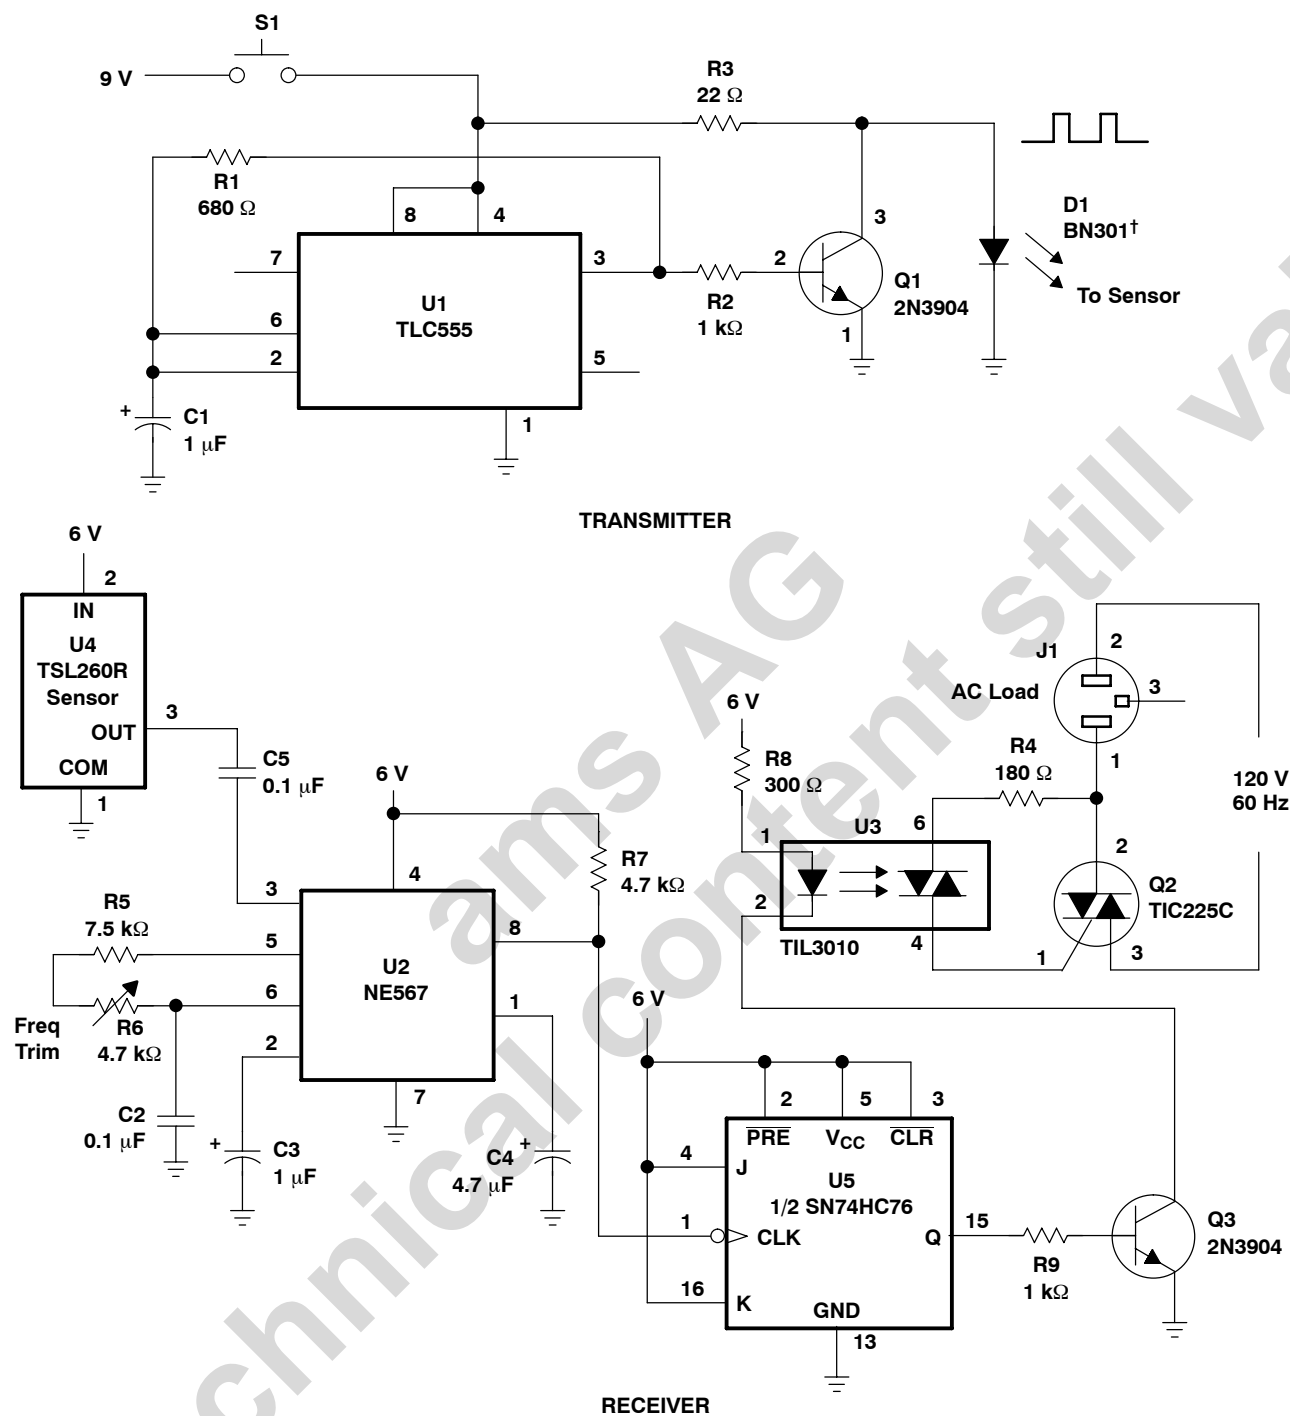 S1
9 V
R3
22 Ω
R1
680 Ω
8
4
7
3
U1
TLC555
6
2
5
1
R2
1 kΩ
2
3
1
Q1
2N3904
D1
BN301†
To Sensor
+
C1
1 μF
TRANSMITTER
6 V
2
IN
U4
TSL260R
Sensor
3
OUT
COM
1
C5
0.1 μF
6 V
4
R7
4.7 kΩ
3
8
R5
7.5 kΩ
5
U2
NE567
6
1
Freq
Trim
R6
4.7 kΩ
2
7
C2
0.1 μF
+
C3
1 μF
+
C4
4.7 μF
J1
2
AC Load
3
1
6 V
R8
300 Ω
R4
180 Ω
120 V
60 Hz
1
U3
6
2
2
4
TIL3010
Q2
TIC225C
1
3
6 V
2
5
3
PRE
VCC
CLR
4
J
U5
1/2 SN74HC76
1
CLK
Q
15
16
K
GND
13
R9
1 kΩ
Q3
2N3904
RECEIVER
ams AG
chnical content still va